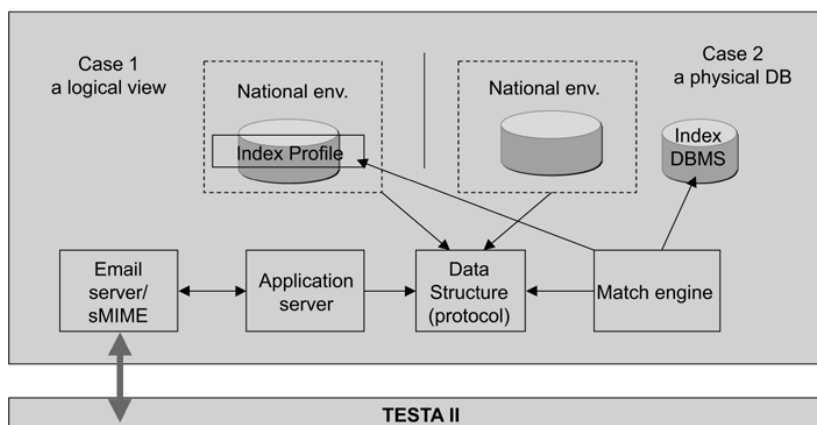 Case 1
a logical view
National env.
Index Profile
National env.
Case 2
a physical DB
Index
DBMS
Email
server/
sMIME
Application
server
Data
Structure
(protocol)
Match engine
TESTA II